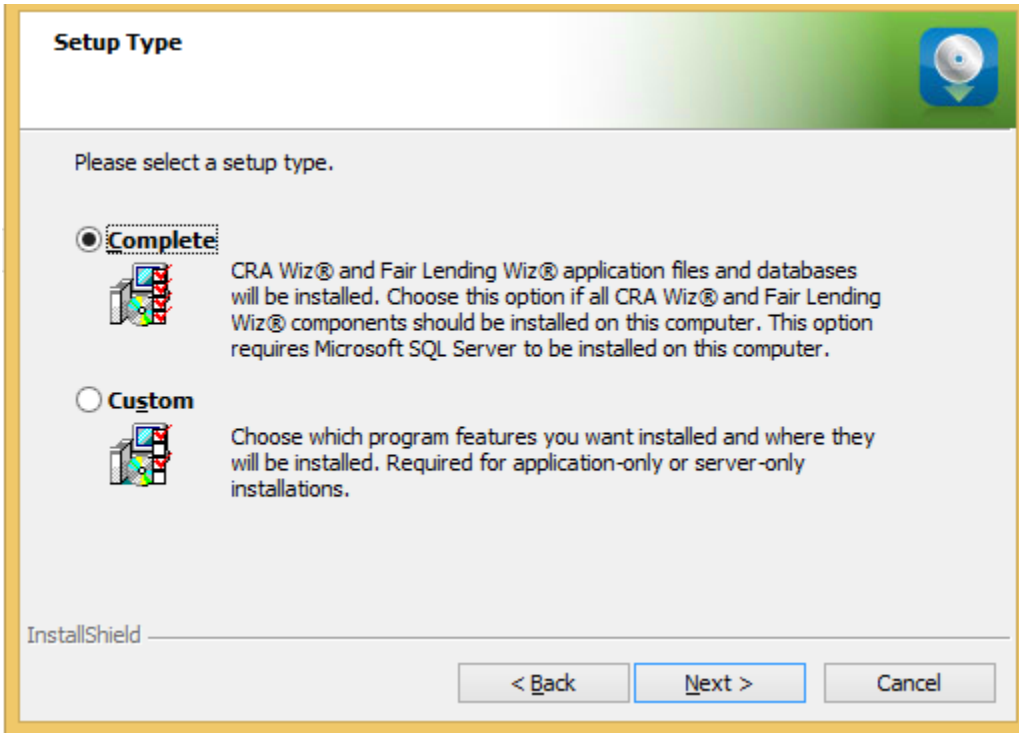 Setup Type
Please select a setup type.
Complete
CRA Wiz® and Fair Lending Wiz® application files and databases
will be installed. Choose this option if all CRA Wiz® and Fair Lending
Wiz® components should be installed on this computer. This option
requires Microsoft SQL Server to be installed on this computer.
Custom
Choose which program features you want installed and where they
will be installed. Required for application-only or server-only
installations.
InstallShield
< Back
Next >
Cancel